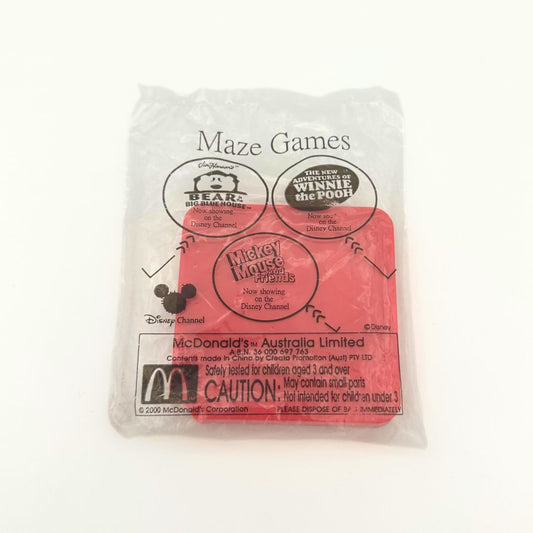 Maze Games
Jim Henson's
BEAR IN THE
BIG BLUE HOUSE™
Now showing
on the
Disney Channel
THE NEW
ADVENTURES OF
WINNIE
the POOH
Now
on the
Disney Channel
Mickey
Mouse
and
Friends
Now showing
on the
Disney Channel
Disney Channel
© Disney
McDonald's™ Australia Limited
A.B.N. 36 000 697 763
Contents made in China by Creata Promotion (Aust) PTY LTD
Safely tested for children aged 3 and over
CAUTION: May contain small parts
Not intended for children under 3
© 2000 McDonald's Corporation PLEASE DISPOSE OF BAG IMMEDIATELY